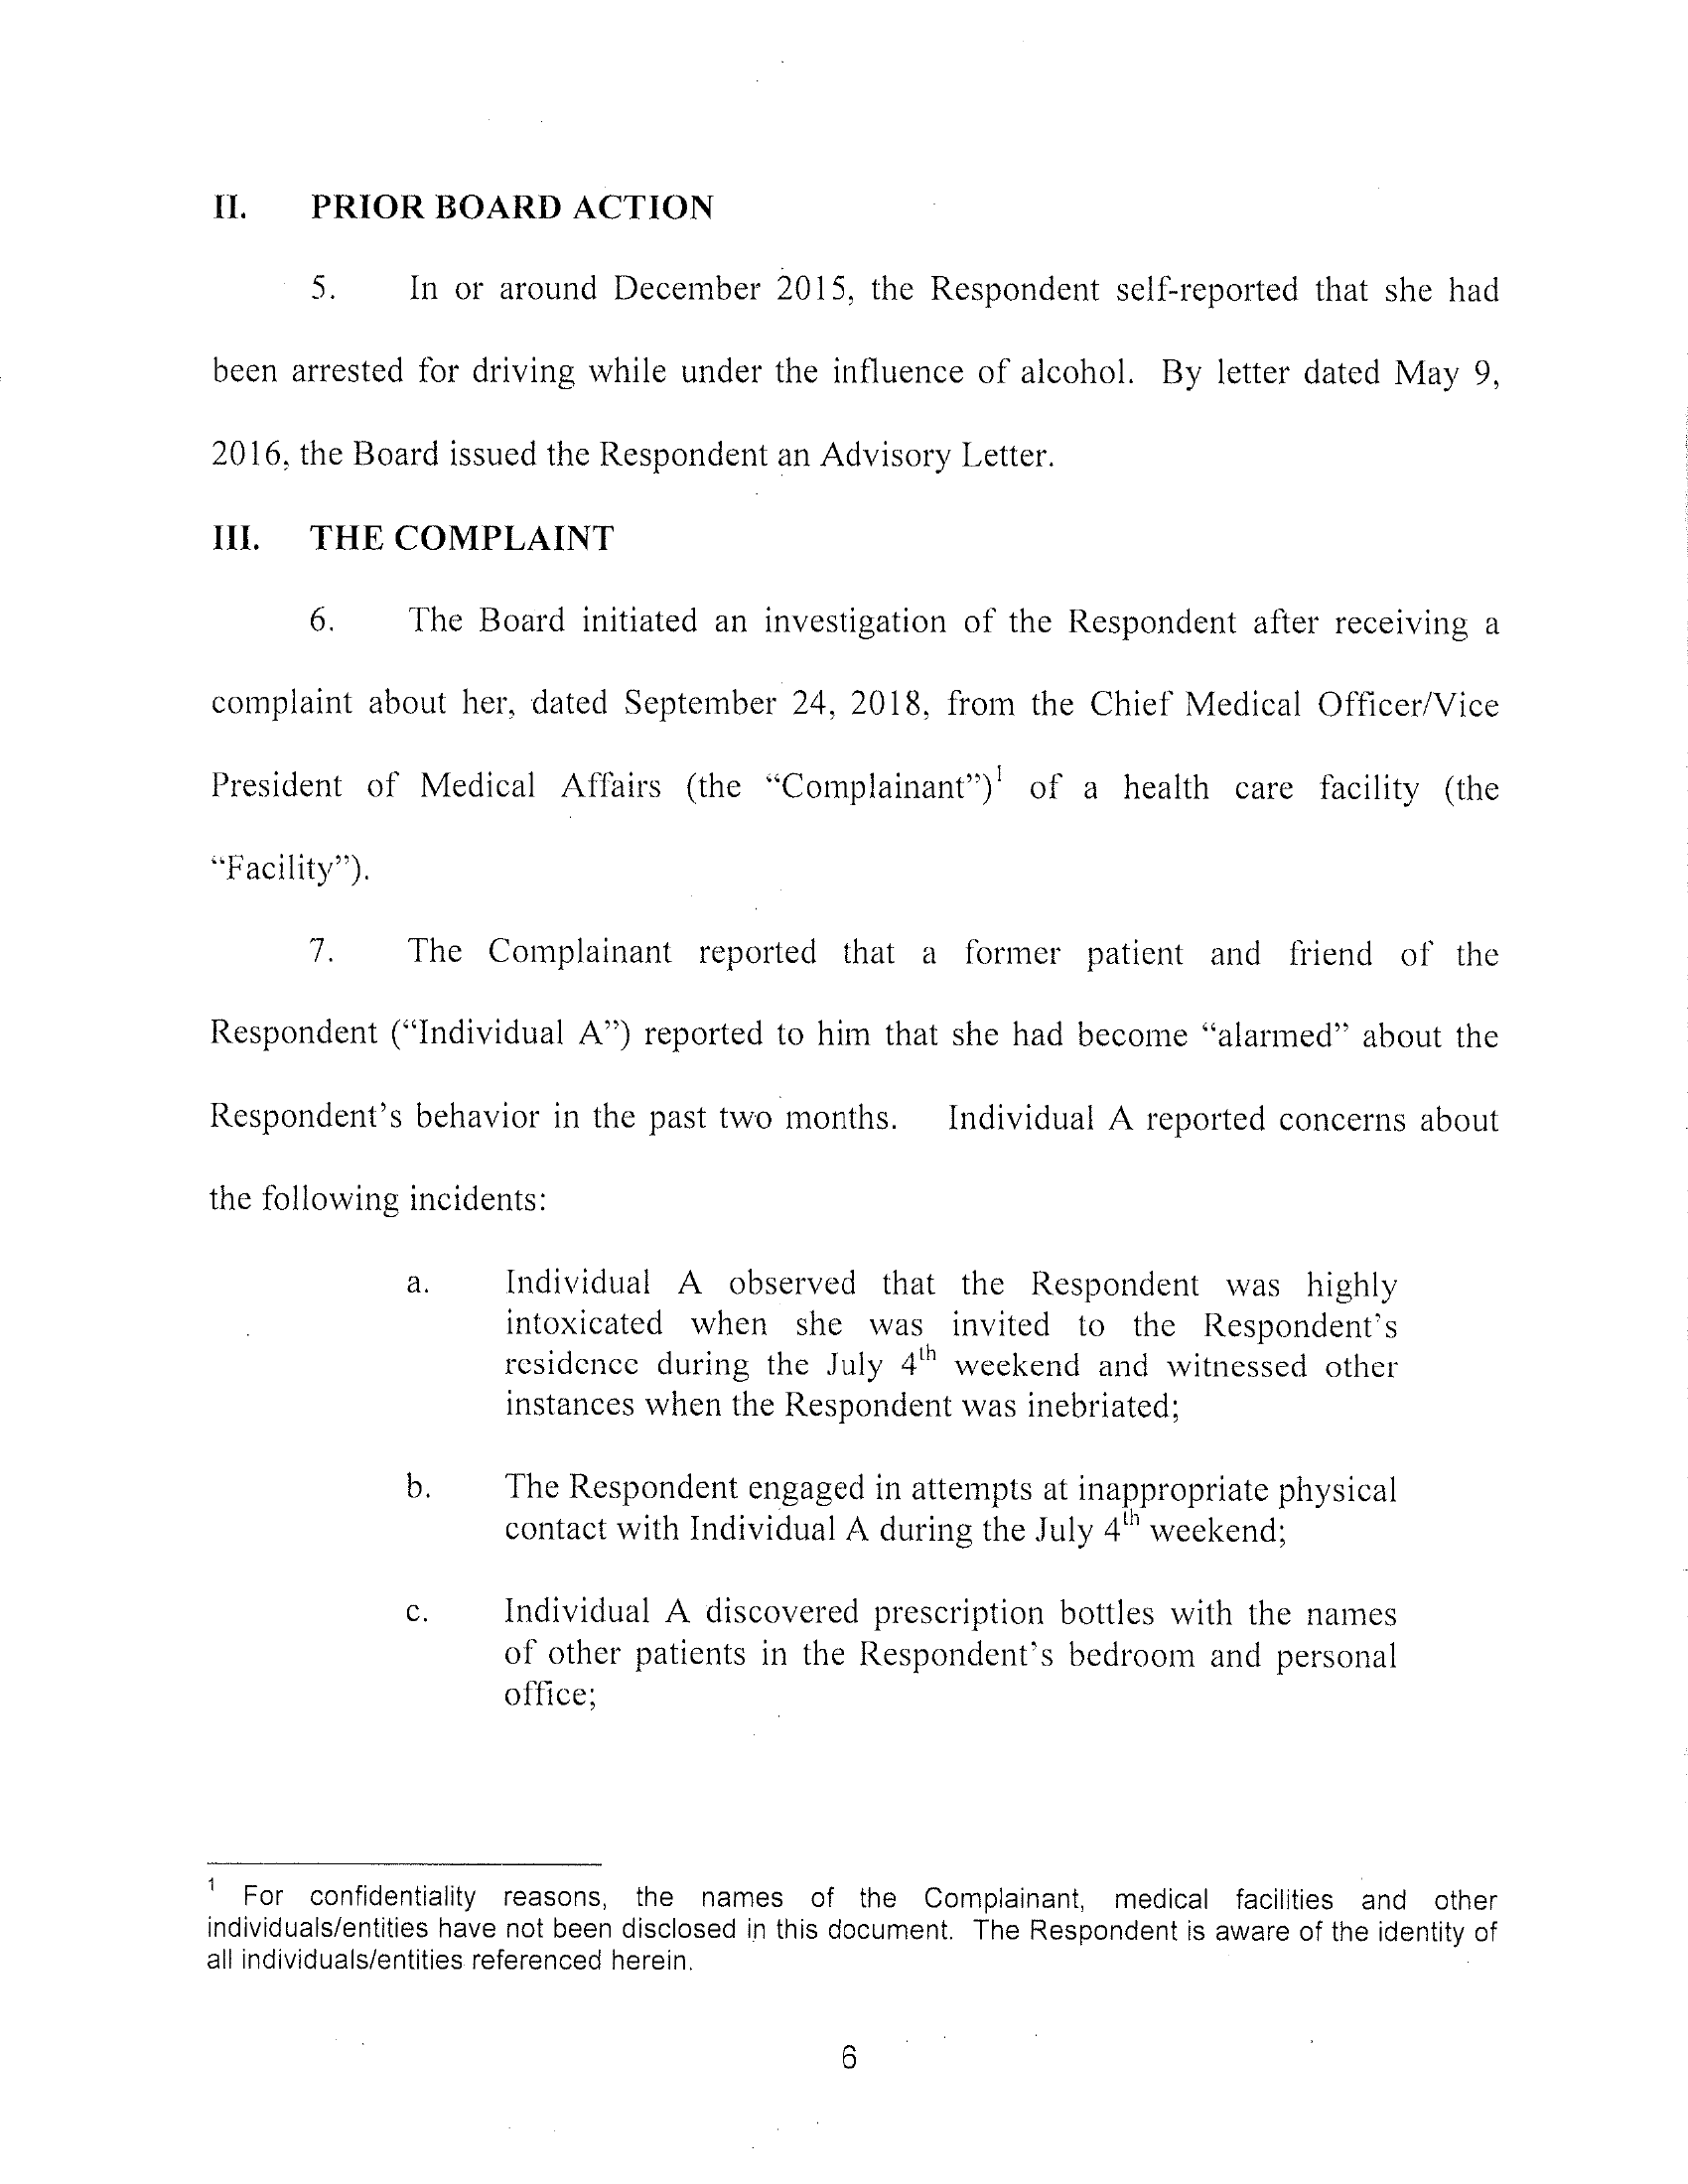 II. PRIOR BOARD ACTION
5. In or around December 2015, the Respondent self-reported that she had
been arrested for driving while under the influence of alcohol. By letter dated May 9,
2016, the Board issued the Respondent an Advisory Letter.
III. THE COMPLAINT
6. The Board initiated an investigation of the Respondent after receiving a
complaint about her, dated September 24, 2018, from the Chief Medical Officer/Vice
President of Medical Affairs (the “Complainant”)¹ of a health care facility (the
“Facility”).
7. The Complainant reported that a former patient and friend of the
Respondent (“Individual A”) reported to him that she had become “alarmed” about the
Respondent’s behavior in the past two months. Individual A reported concerns about
the following incidents:
a. Individual A observed that the Respondent was highly
intoxicated when she was invited to the Respondent’s
residence during the July 4th weekend and witnessed other
instances when the Respondent was inebriated;
b. The Respondent engaged in attempts at inappropriate physical
contact with Individual A during the July 4th weekend;
c. Individual A discovered prescription bottles with the names
of other patients in the Respondent’s bedroom and personal
office;
¹ For confidentiality reasons, the names of the Complainant, medical facilities and other
individuals/entities have not been disclosed in this document. The Respondent is aware of the identity of
all individuals/entities referenced herein.
6